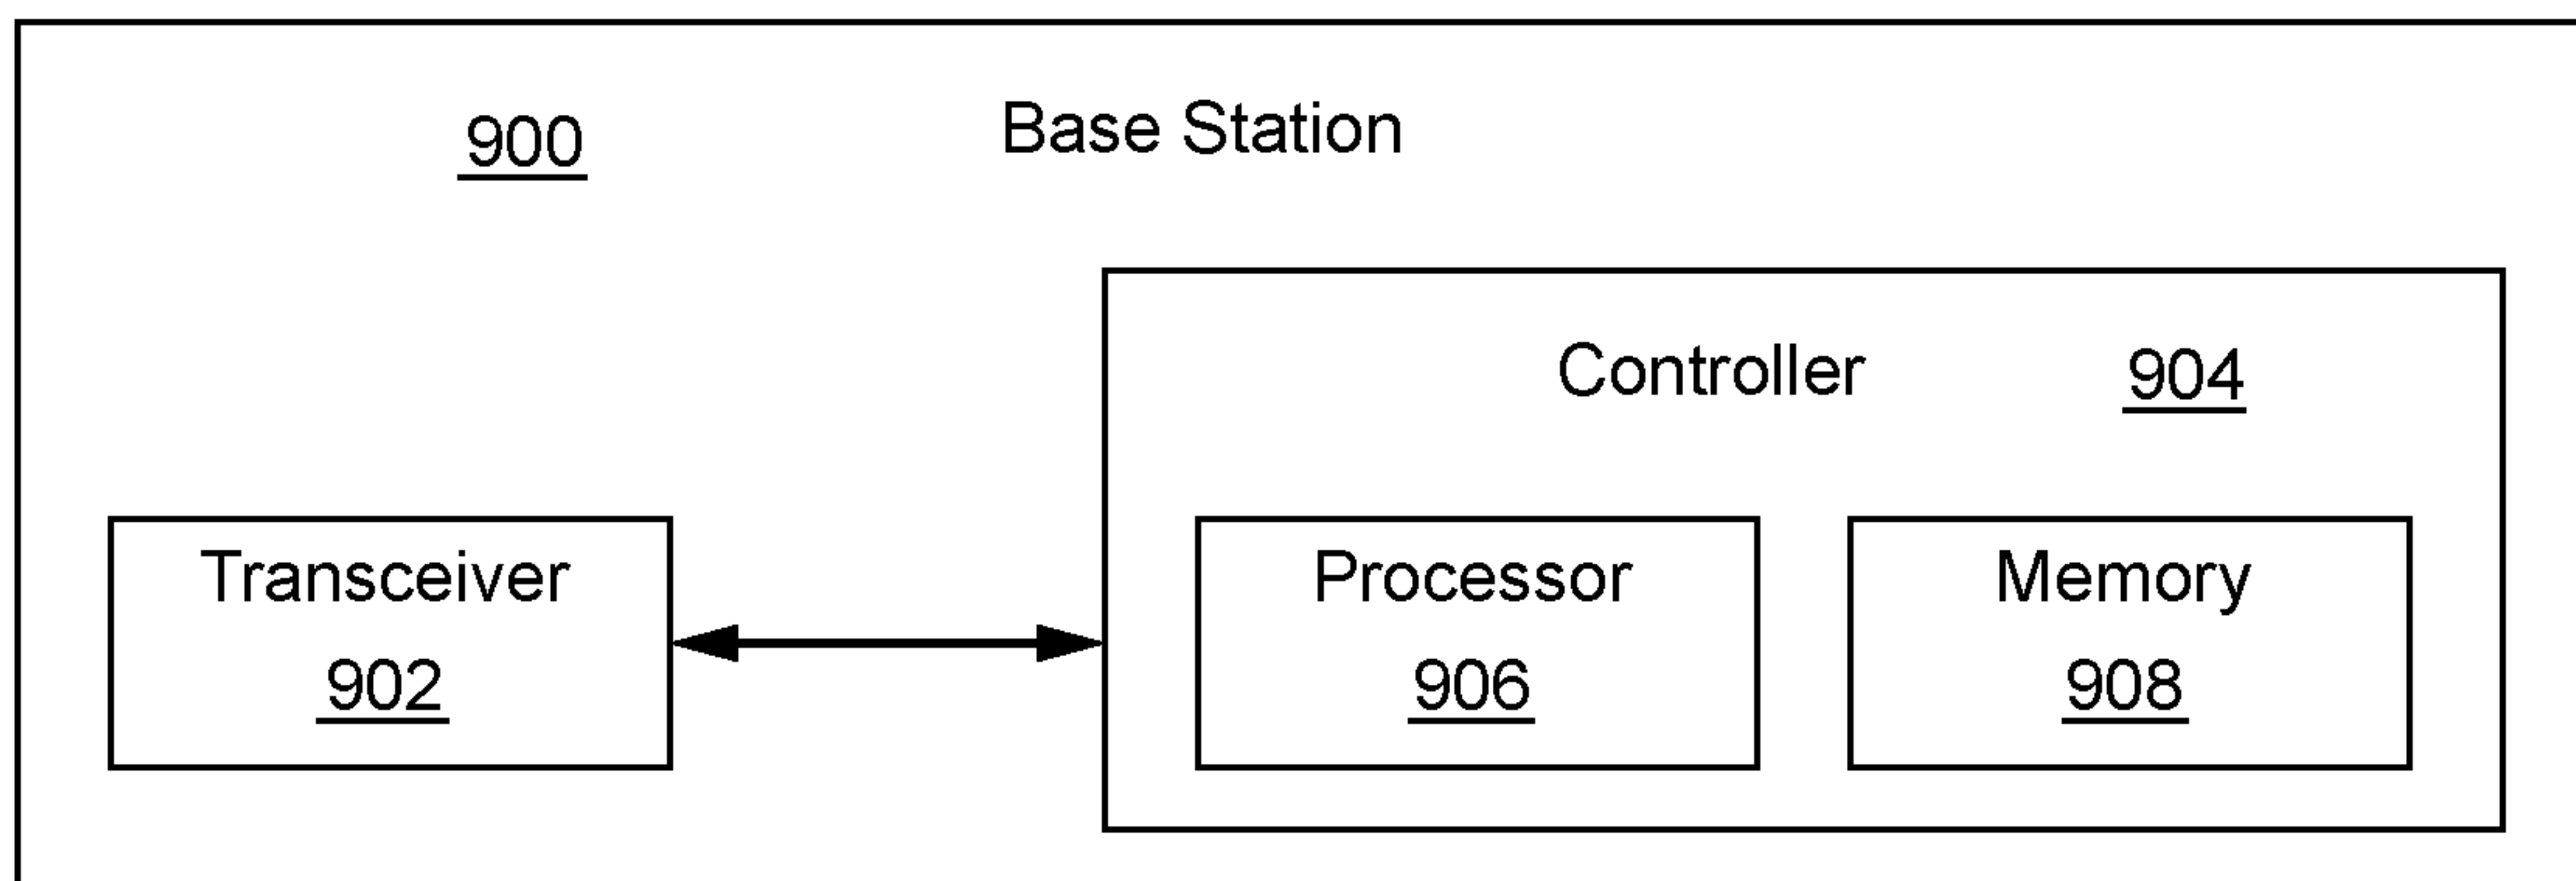 900 Base Station
Controller 904
Transceiver
902
Processor
906
Memory
908